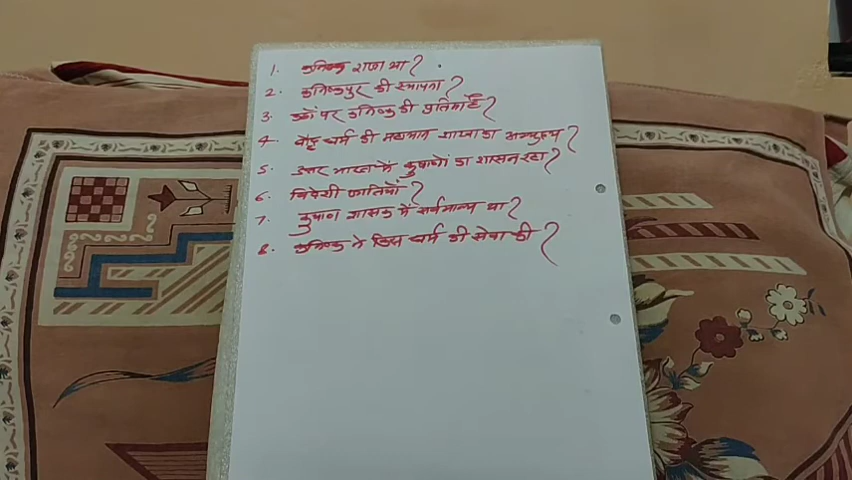 1. कनिष्क राजा था?
2. कनिष्कपुर की स्थापना?
3. कहाँ पर कनिष्क की प्रतिमा है?
4. बौद्ध धर्म की महायान शाखा का अभ्युदय?
5. उत्तर भारत में कुषाणों का शासन रहा?
6. विदेशी जातियाँ?
7. कुषाण शासक में सर्वमान्य था?
8. कनिष्क ने किस धर्म की सेवा की?